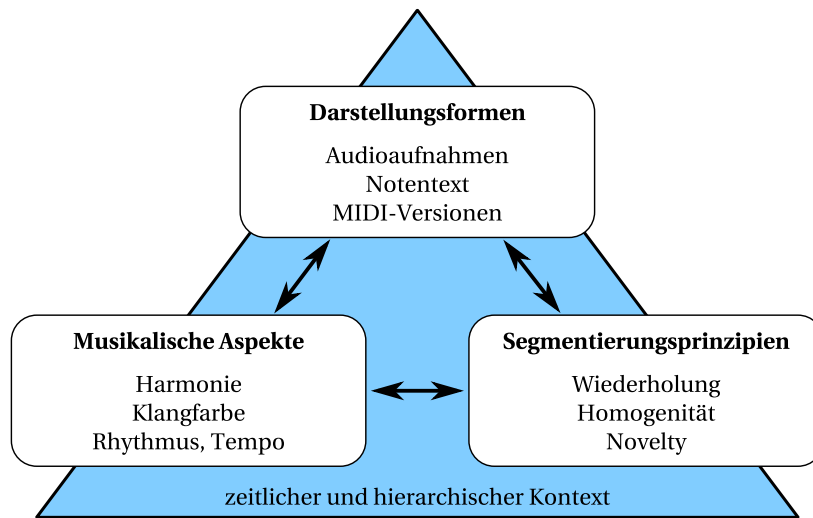 Darstellungsformen
Audioaufnahmen
Notentext
MIDI-Versionen
Musikalische Aspekte
Harmonie
Klangfarbe
Rhythmus, Tempo
Segmentierungsprinzipien
Wiederholung
Homogenität
Novelty
zeitlicher und hierarchischer Kontext